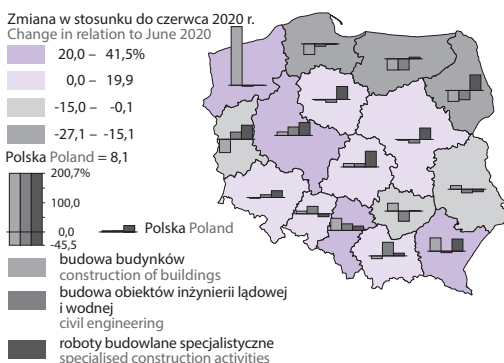 Zmiana w stosunku do czerwca 2020 r.
Change in relation to June 2020
20,0 – 41,5%
0,0 – 19,9
-15,0 – -0,1
-27,1 – -15,1
Polska Poland = 8,1
200,7%
100,0
0,0
-45,5
Polska Poland
budowa budynków
construction of buildings
budowa obiektów inżynierii lądowej
i wodnej
civil engineering
roboty budowlane specjalistyczne
specialised construction activities